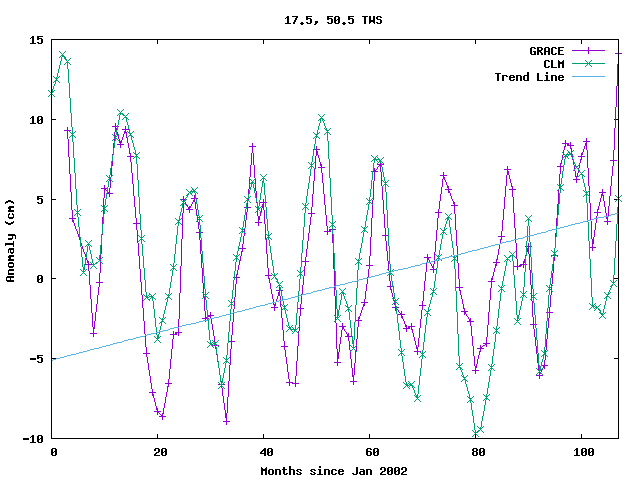 17.5, 50.5 TWS
GRACE
CLM
Trend Line
15
10
5
0
-5
-10
Anomaly (cm)
0 20 40 60 80 100
Months since Jan 2002